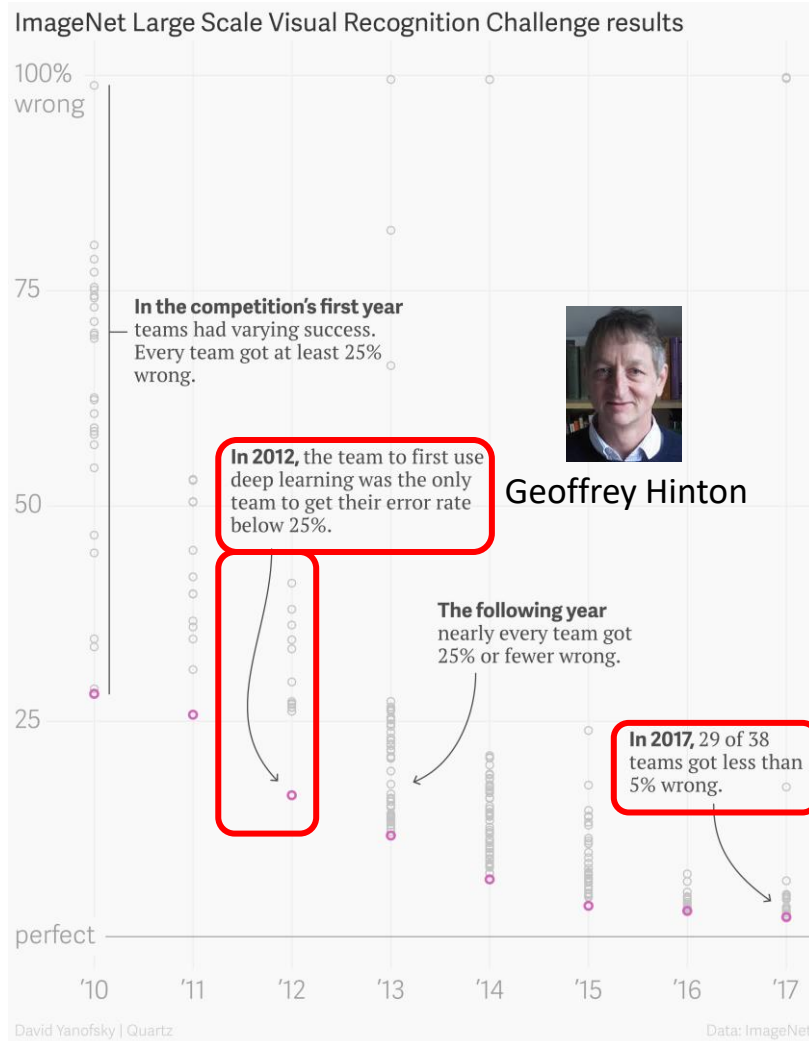 ImageNet Large Scale Visual Recognition Challenge results
100%
wrong
75
In the competition's first year
teams had varying success.
Every team got at least 25%
wrong.
In 2012, the team to first use
deep learning was the only
team to get their error rate
below 25%.
Geoffrey Hinton
50
The following year
nearly every team got
25% or fewer wrong.
25
In 2017, 29 of 38
teams got less than
5% wrong.
perfect
'10 '11 '12 '13 '14 '15 '16 '17
David Yanofsky | Quartz
Data: ImageNet